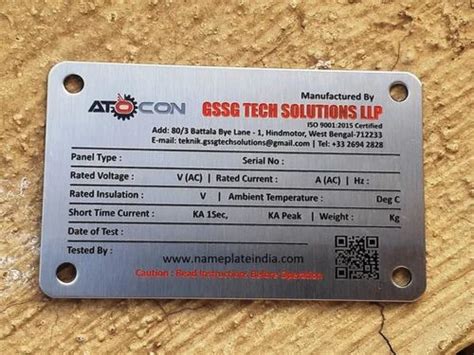 ATOCON
Manufactured By
GSSG TECH SOLUTIONS LLP
ISO 9001:2015 Certified
Add: 80/3 Battala Bye Lane - 1, Hindmotor, West Bengal-712233
E-mail: teknik.gssgtechsolutions@gmail.com | Tel: +33 2694 2828
Panel Type : Serial No :
Rated Voltage : V (AC) | Rated Current : A (AC) | Hz :
Rated Insulation : V | Ambient Temperature : Deg C
Short Time Current : KA 1Sec, KA Peak | Weight : Kg
Date of Test :
Tested By :
www.nameplateindia.com
Caution : Read Instructions Before Operation